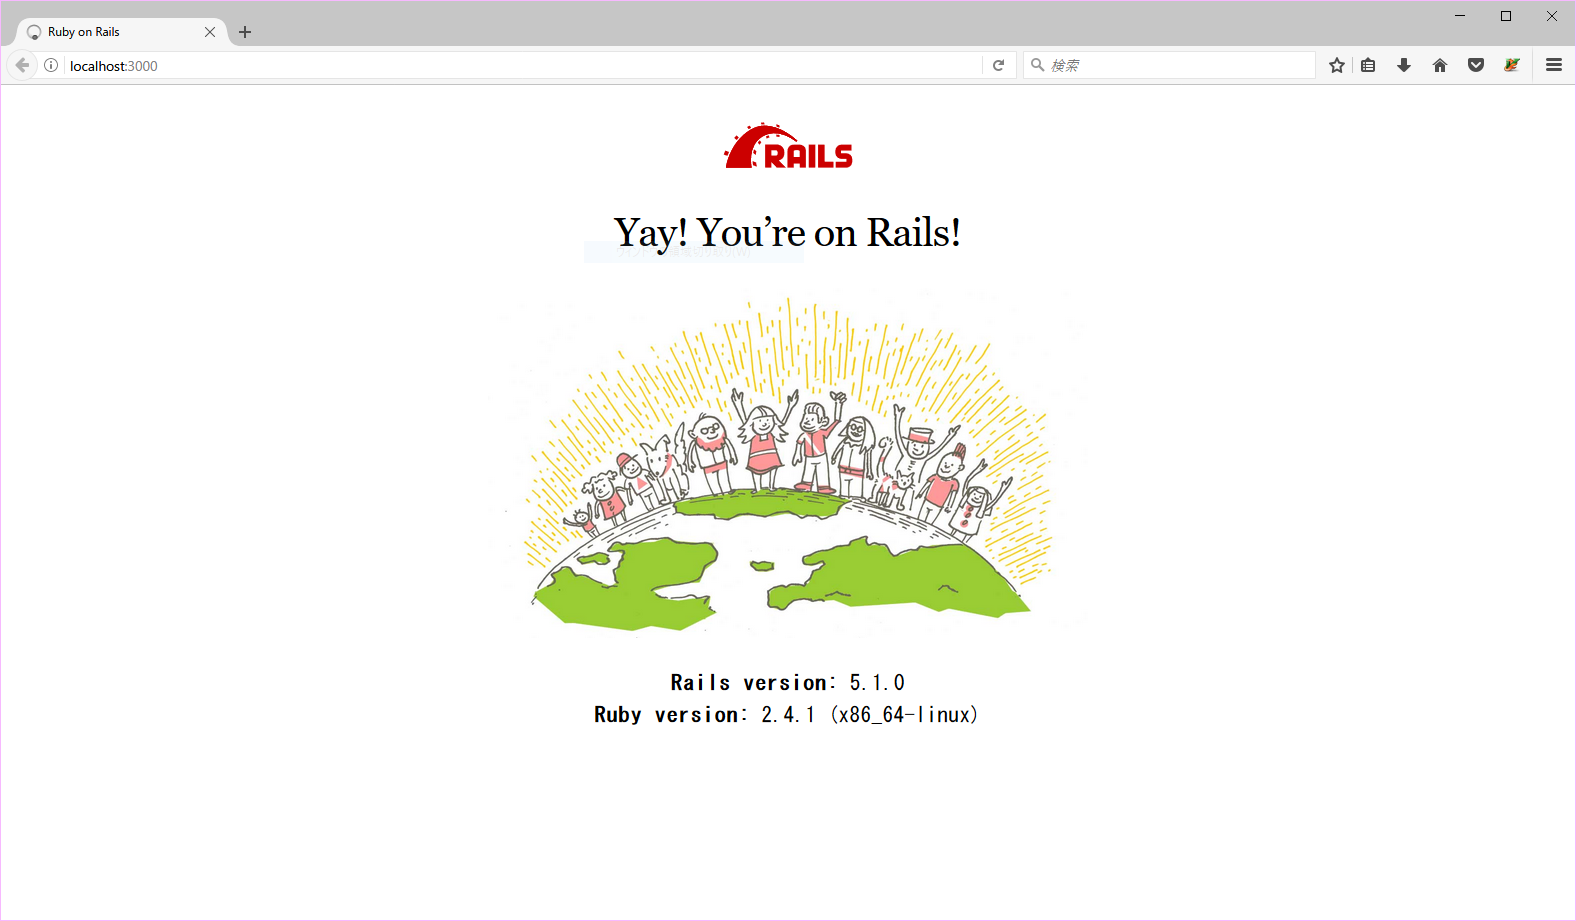 Ruby on Rails
localhost:3000
検索
RAILS
Yay! You’re on Rails!
Rails version: 5.1.0
Ruby version: 2.4.1 (x86_64-linux)